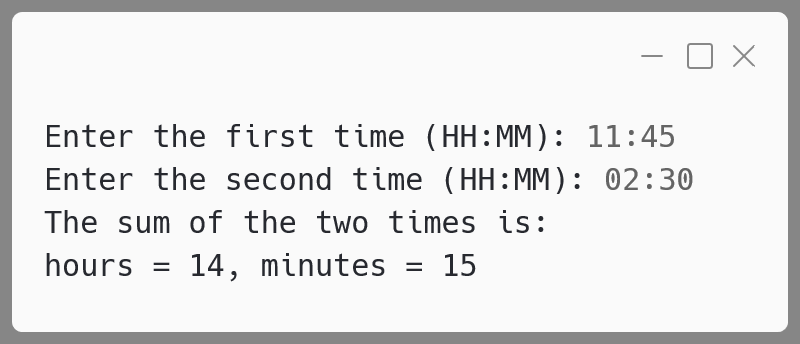 Enter the first time (HH:MM): 11:45
Enter the second time (HH:MM): 02:30
The sum of the two times is:
hours = 14, minutes = 15